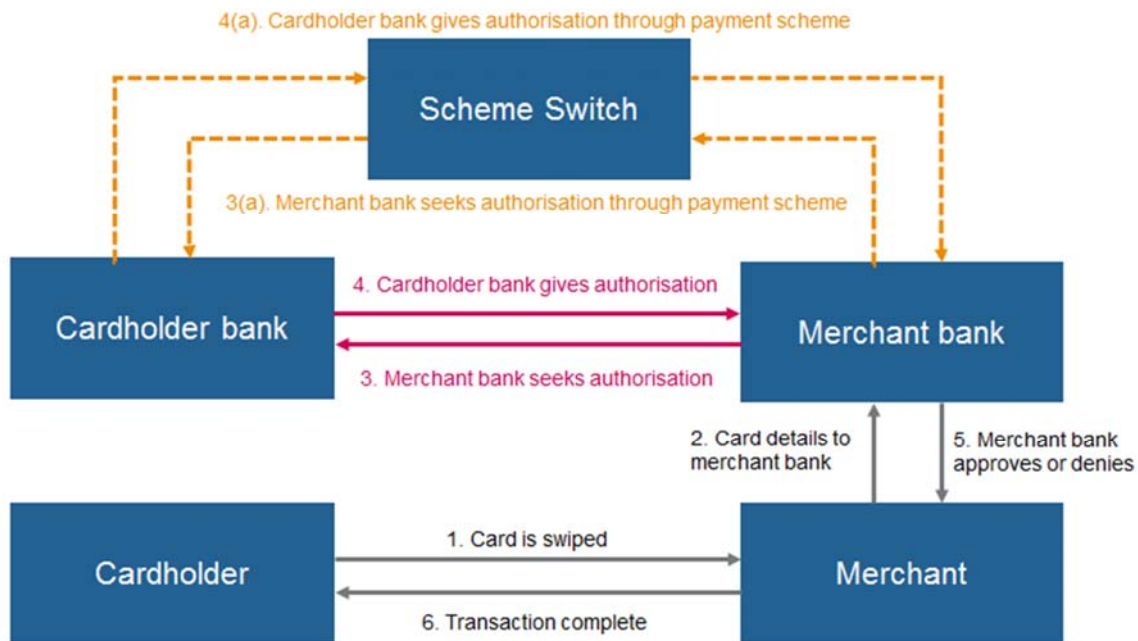 4(a). Cardholder bank gives authorisation through payment scheme
Scheme Switch
3(a). Merchant bank seeks authorisation through payment scheme
Cardholder bank
4. Cardholder bank gives authorisation
3. Merchant bank seeks authorisation
Merchant bank
2. Card details to
merchant bank
5. Merchant bank
approves or denies
Cardholder
1. Card is swiped
6. Transaction complete
Merchant